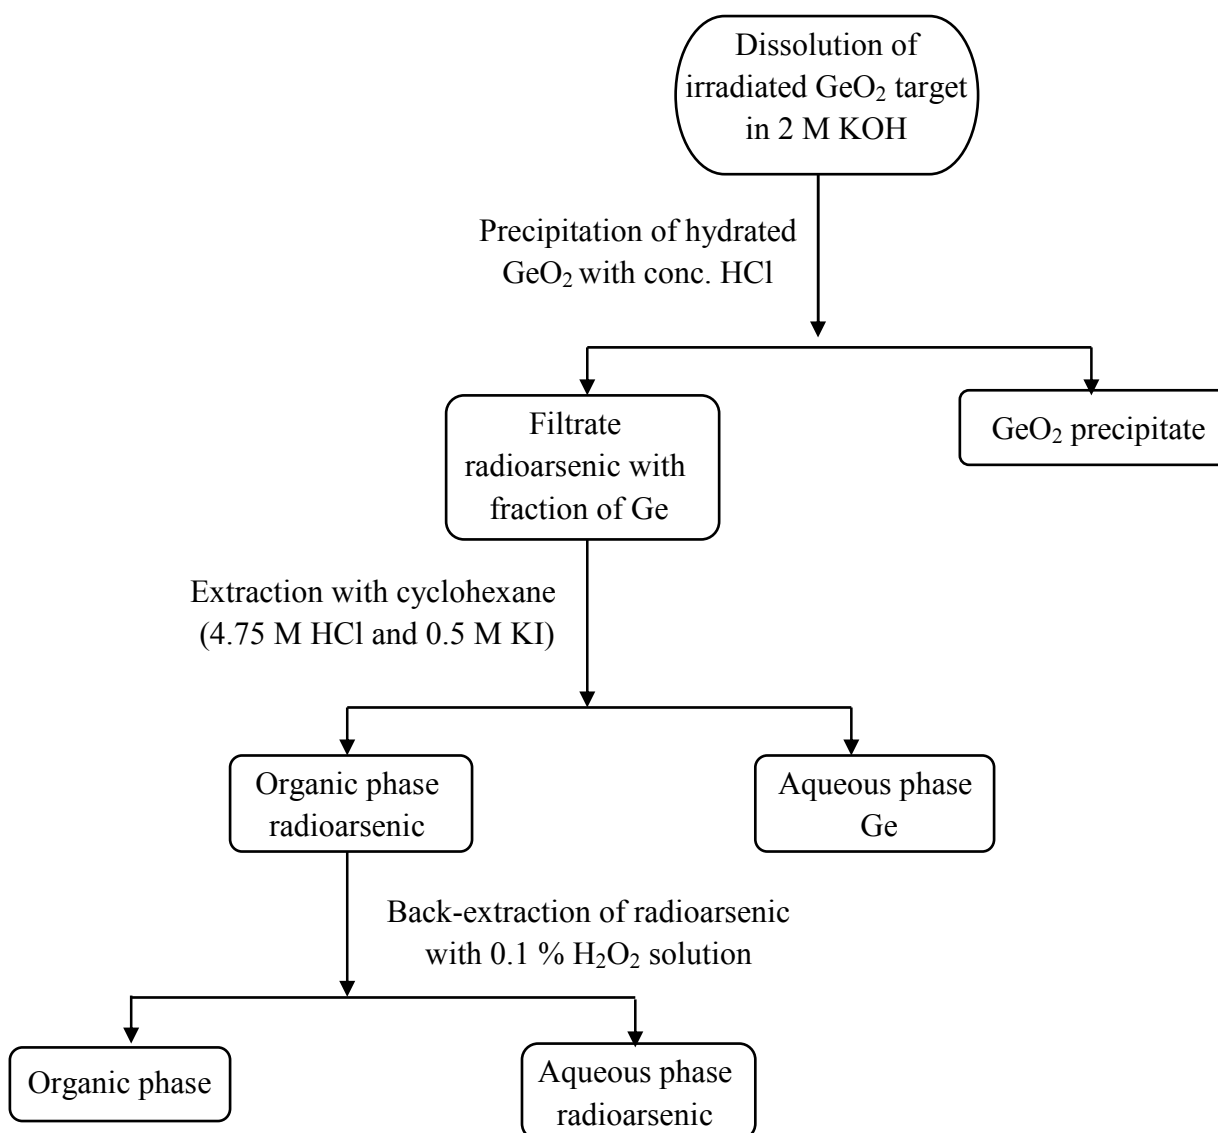 Dissolution of
irradiated GeO₂ target
in 2 M KOH
Precipitation of hydrated
GeO₂ with conc. HCl
Filtrate
radioarsenic with
fraction of Ge
GeO₂ precipitate
Extraction with cyclohexane
(4.75 M HCl and 0.5 M KI)
Organic phase
radioarsenic
Aqueous phase
Ge
Back-extraction of radioarsenic
with 0.1 % H₂O₂ solution
Organic phase
Aqueous phase
radioarsenic